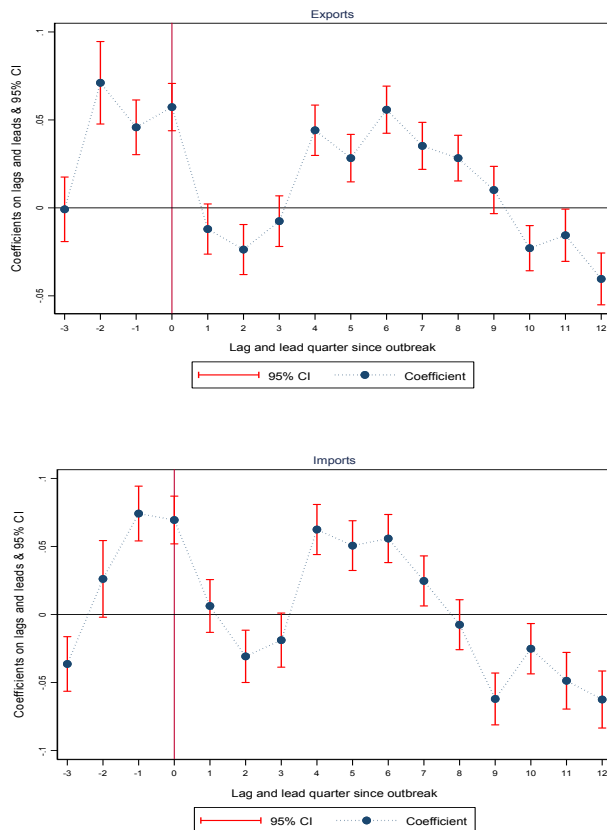 Exports
Coefficients on lags and leads & 95% CI
.1
.05
0
-.05
-3 -2 -1 0 1 2 3 4 5 6 7 8 9 10 11 12
Lag and lead quarter since outbreak
95% CI Coefficient
Imports
Coefficients on lags and leads & 95% CI
.1
.05
0
-.05
-.1
-3 -2 -1 0 1 2 3 4 5 6 7 8 9 10 11 12
Lag and lead quarter since outbreak
95% CI Coefficient